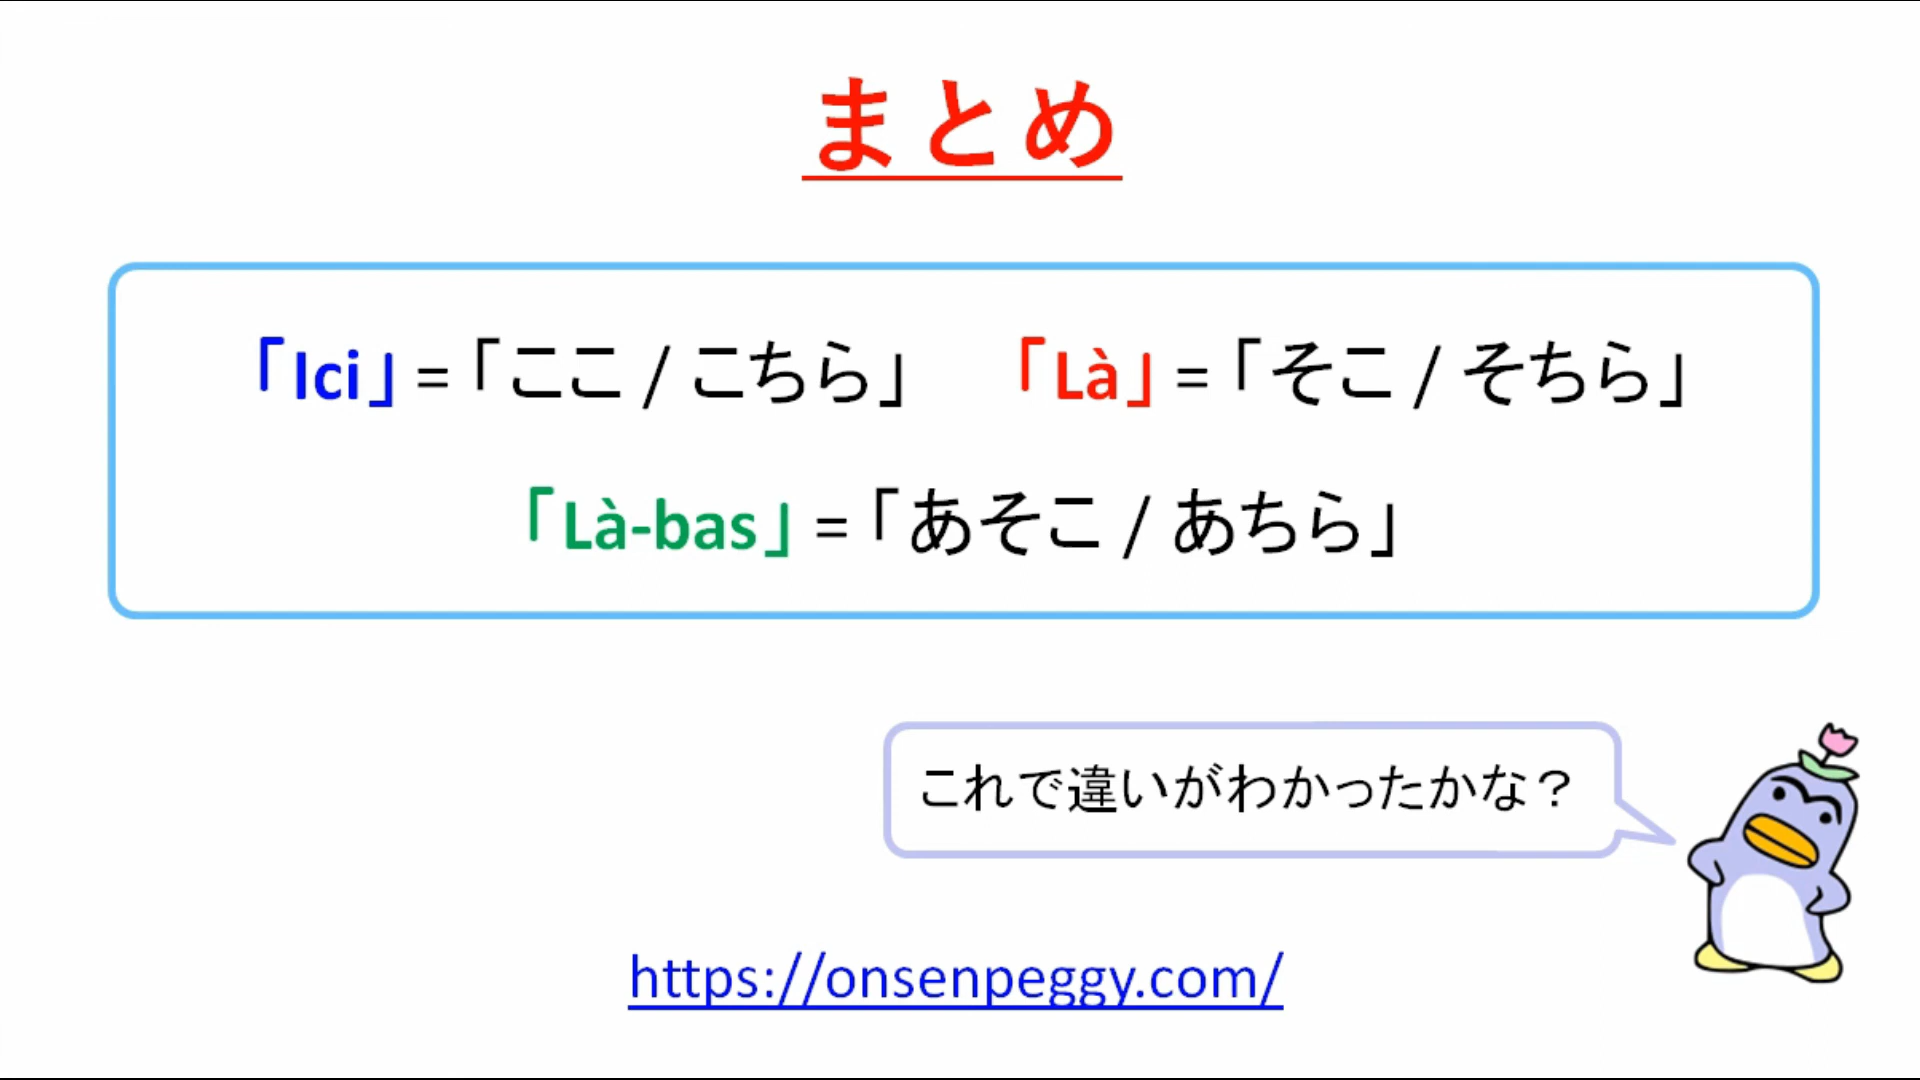 まとめ
「Ici」=「ここ / こちら」 「Là」=「そこ / そちら」
「Là-bas」=「あそこ / あちら」
これで違いがわかったかな？
https://onsenpeggy.com/